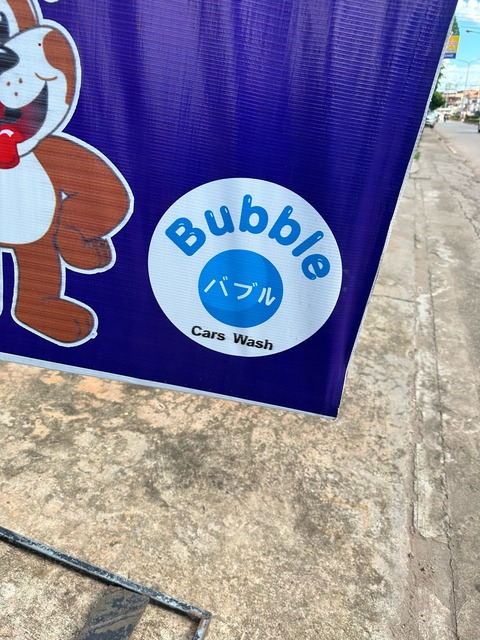 Bubble
バブル
Cars Wash